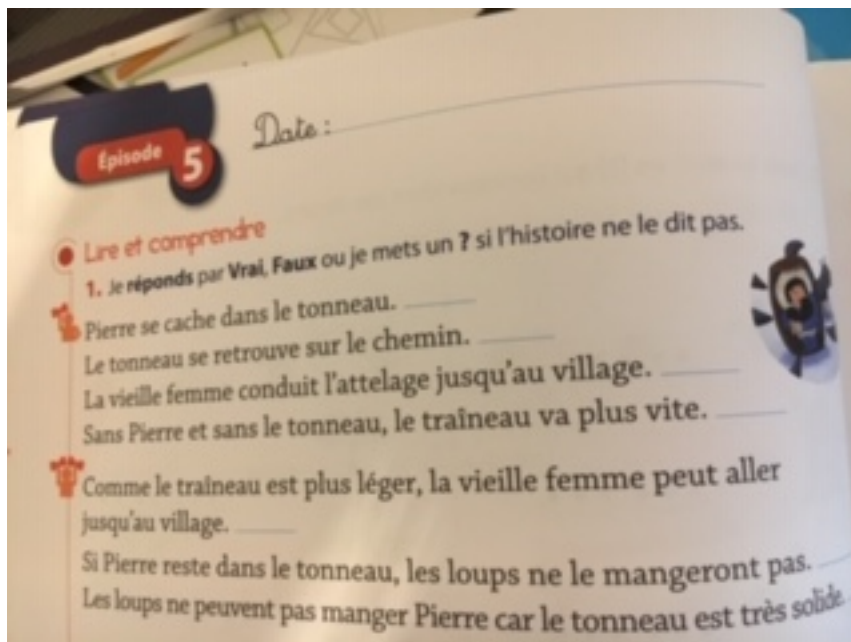 Épisode 5
Date :
Lire et comprendre
1. Je réponds par Vrai, Faux ou je mets un ? si l'histoire ne le dit pas.
Pierre se cache dans le tonneau.
Le tonneau se retrouve sur le chemin.
La vieille femme conduit l'attelage jusqu'au village.
Sans Pierre et sans le tonneau, le traîneau va plus vite.
Comme le traîneau est plus léger, la vieille femme peut aller
jusqu'au village.
Si Pierre reste dans le tonneau, les loups ne le mangeront pas.
Les loups ne peuvent pas manger Pierre car le tonneau est très solide